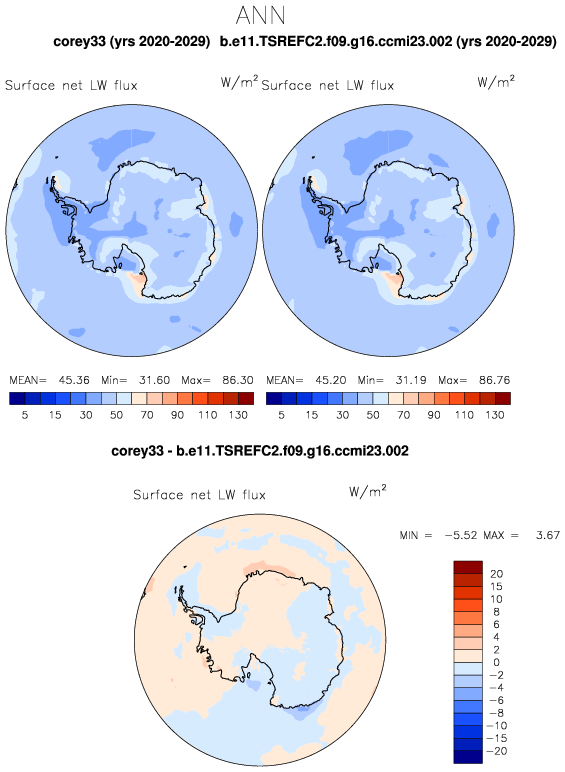 ANN
corey33 (yrs 2020-2029) b.e11.TSREFC2.f09.g16.ccmi23.002 (yrs 2020-2029)
Surface net LW flux W/m² Surface net LW flux W/m²
MEAN= 45.36 Min= 31.60 Max= 86.30 MEAN= 45.20 Min= 31.19 Max= 86.76
5 15 30 50 70 90 110 130 5 15 30 50 70 90 110 130
corey33 - b.e11.TSREFC2.f09.g16.ccmi23.002
Surface net LW flux W/m²
MIN = −5.52 MAX = 3.67
20
15
10
8
6
4
2
0
−2
−4
−6
−8
−10
−15
−20